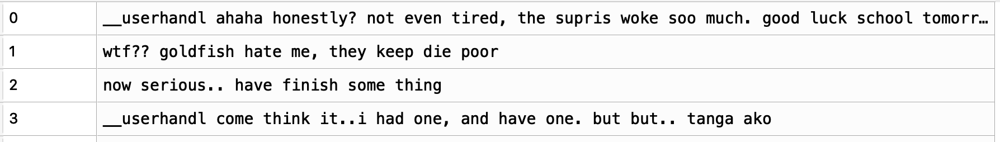 0 __userhandl ahaha honestly? not even tired, the supris woke soo much. good luck school tomorr…
1 wtf?? goldfish hate me, they keep die poor
2 now serious.. have finish some thing
3 __userhandl come think it..i had one, and have one. but but.. tanga ako